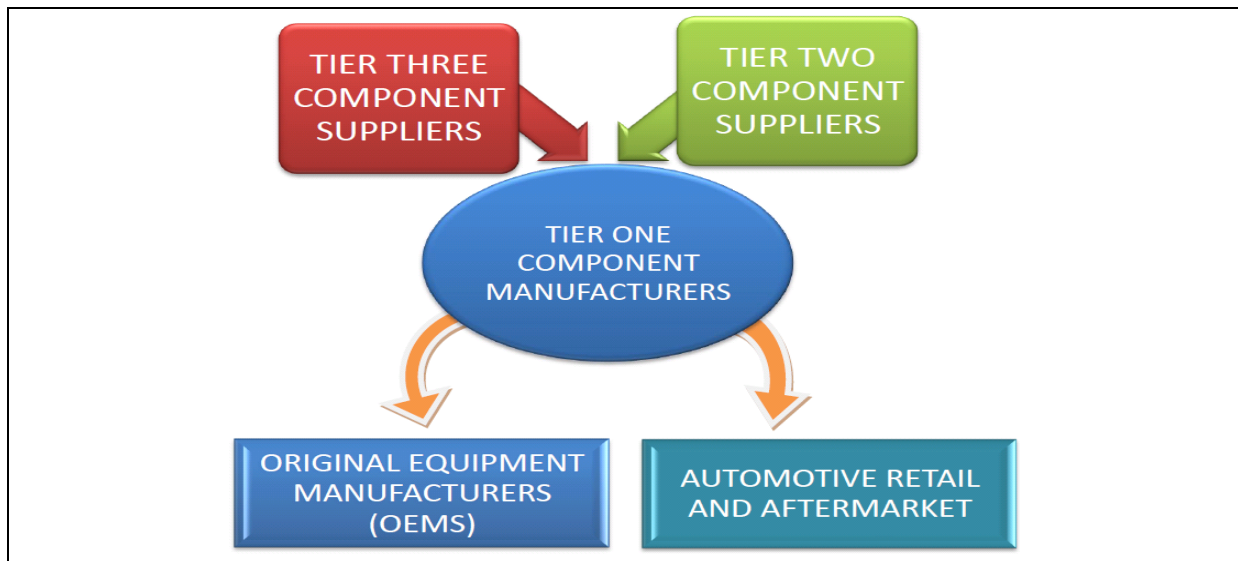 TIER THREE
COMPONENT
SUPPLIERS
TIER TWO
COMPONENT
SUPPLIERS
TIER ONE
COMPONENT
MANUFACTURERS
ORIGINAL EQUIPMENT
MANUFACTURERS
(OEMS)
AUTOMOTIVE RETAIL
AND AFTERMARKET